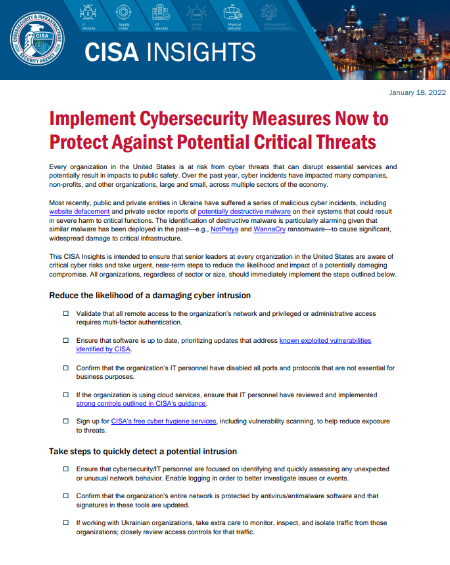 CISA
Cyber
Security
Supply
Chain
ICS
Security
Physical
Security
CISA INSIGHTS
January 18, 2022
Implement Cybersecurity Measures Now to
Protect Against Potential Critical Threats
Every organization in the United States is at risk from cyber threats that can disrupt essential services and
potentially result in impacts to public safety. Over the past year, cyber incidents have impacted many companies,
non-profits, and other organizations, large and small, across multiple sectors of the economy.
Most recently, public and private entities in Ukraine have suffered a series of malicious cyber incidents, including
website defacement and private sector reports of potentially destructive malware on their systems that could result
in severe harm to critical functions. The identification of destructive malware is particularly alarming given that
similar malware has been deployed in the past—e.g., NotPetya and WannaCry ransomware—to cause significant,
widespread damage to critical infrastructure.
This CISA Insights is intended to ensure that senior leaders at every organization in the United States are aware of
critical cyber risks and take urgent, near-term steps to reduce the likelihood and impact of a potentially damaging
compromise. All organizations, regardless of sector or size, should immediately implement the steps outlined below.
Reduce the likelihood of a damaging cyber intrusion
☐ Validate that all remote access to the organization's network and privileged or administrative access
requires multi-factor authentication.
☐ Ensure that software is up to date, prioritizing updates that address known exploited vulnerabilities
identified by CISA.
☐ Confirm that the organization's IT personnel have disabled all ports and protocols that are not essential for
business purposes.
☐ If the organization is using cloud services, ensure that IT personnel have reviewed and implemented
strong controls outlined in CISA's guidance.
☐ Sign up for CISA's free cyber hygiene services, including vulnerability scanning, to help reduce exposure
to threats.
Take steps to quickly detect a potential intrusion
☐ Ensure that cybersecurity/IT personnel are focused on identifying and quickly assessing any unexpected
or unusual network behavior. Enable logging in order to better investigate issues or events.
☐ Confirm that the organization's entire network is protected by antivirus/antimalware software and that
signatures in these tools are updated.
☐ If working with Ukrainian organizations, take extra care to monitor, inspect, and isolate traffic from those
organizations; closely review access controls for that traffic.